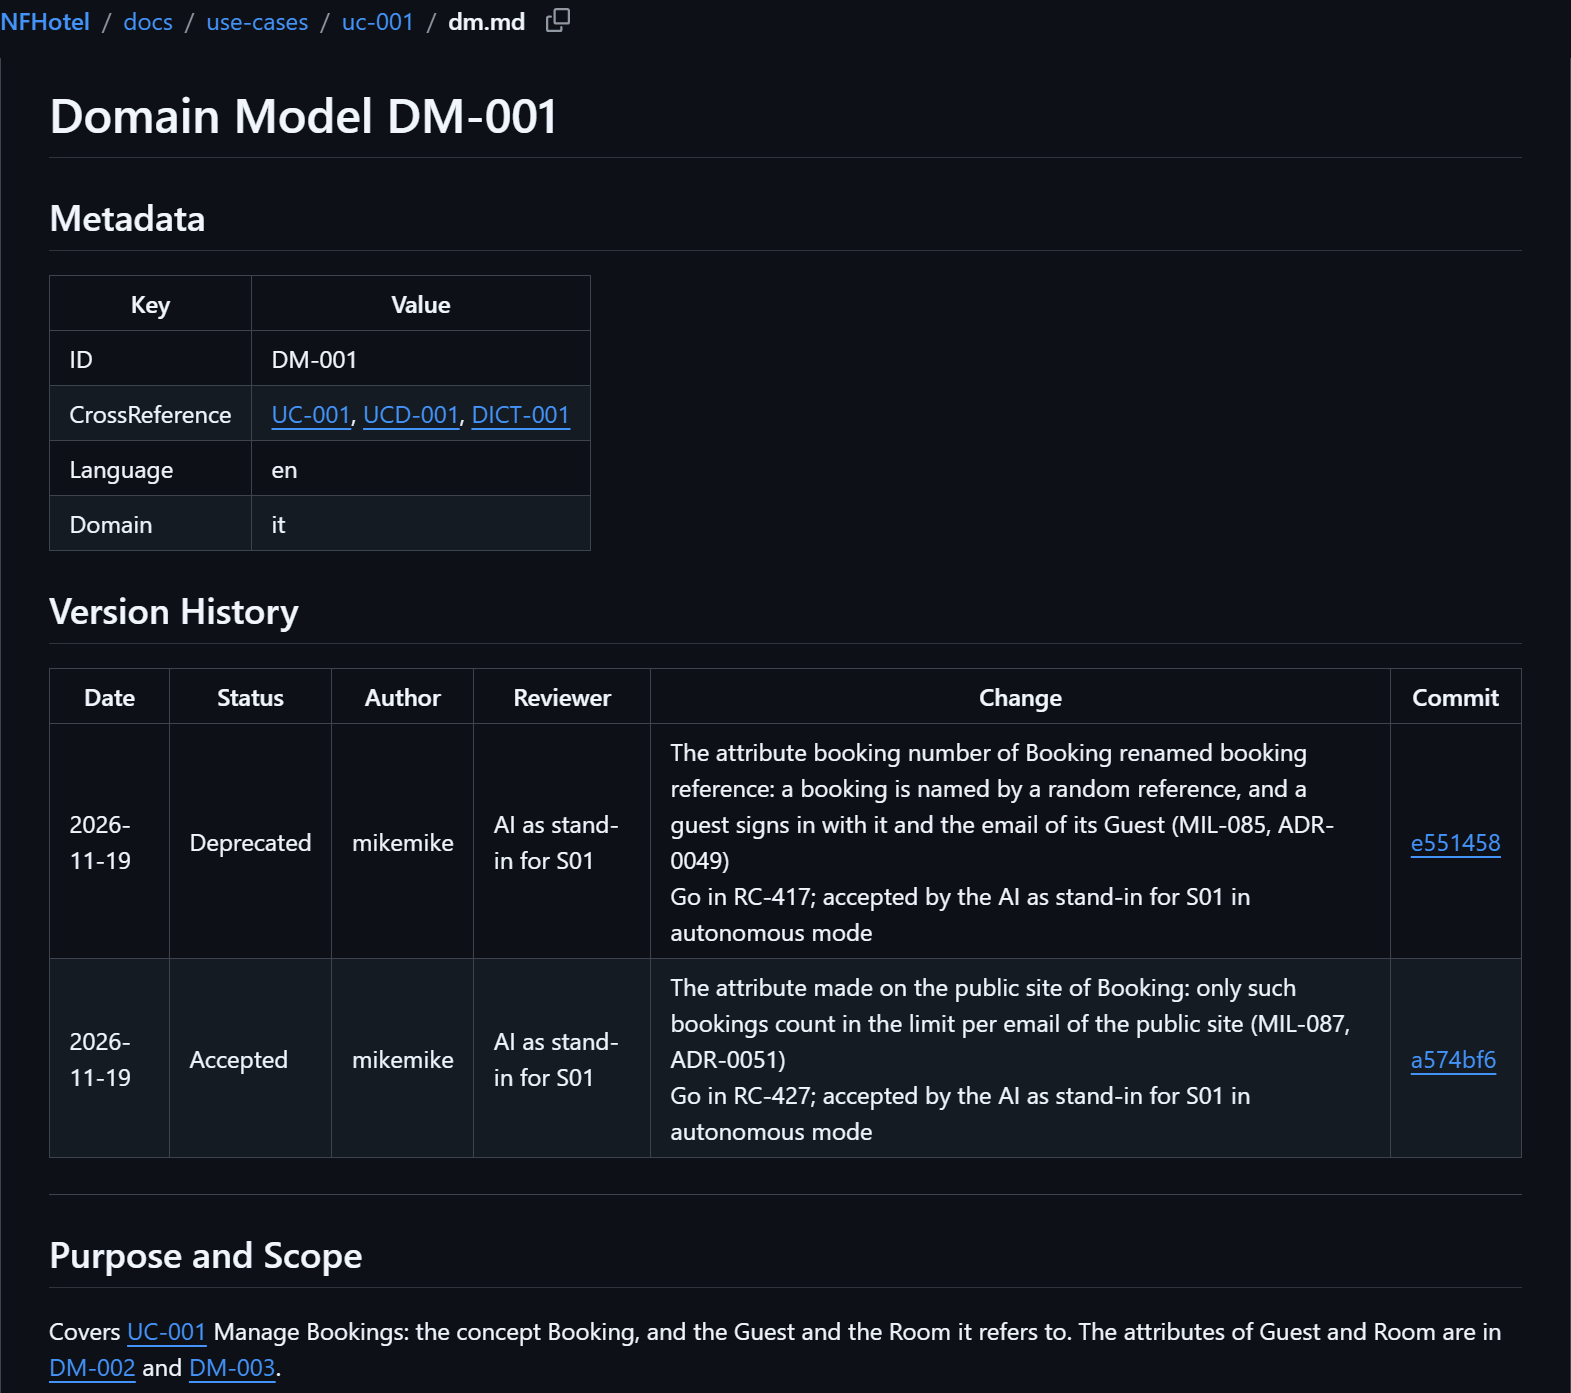 NFHotel / docs / use-cases / uc-001 / dm.md
Domain Model DM-001
Metadata
Key Value
ID DM-001
CrossReference UC-001, UCD-001, DICT-001
Language en
Domain it
Version History
Date Status Author Reviewer Change Commit
2026-
11-19
Deprecated
mikemike
AI as stand-
in for S01
The attribute booking number of Booking renamed booking
reference: a booking is named by a random reference, and a
guest signs in with it and the email of its Guest (MIL-085, ADR-
0049)
Go in RC-417; accepted by the AI as stand-in for S01 in
autonomous mode
e551458
2026-
11-19
Accepted
mikemike
AI as stand-
in for S01
The attribute made on the public site of Booking: only such
bookings count in the limit per email of the public site (MIL-087,
ADR-0051)
Go in RC-427; accepted by the AI as stand-in for S01 in
autonomous mode
a574bf6
Purpose and Scope
Covers UC-001 Manage Bookings: the concept Booking, and the Guest and the Room it refers to. The attributes of Guest and Room are in
DM-002 and DM-003.